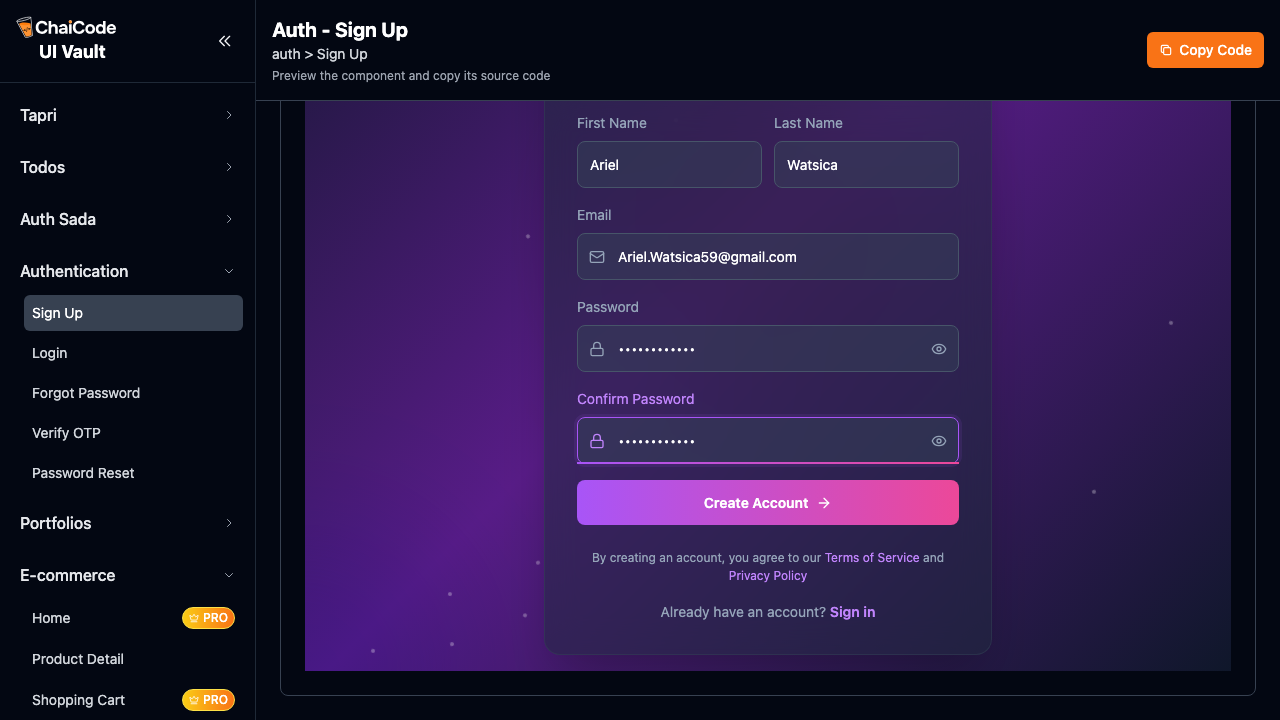 ChaiCode
UI Vault
Tapri
Todos
Auth Sada
Authentication
Sign Up
Login
Forgot Password
Verify OTP
Password Reset
Portfolios
E-commerce
Home PRO
Product Detail
Shopping Cart PRO
Auth - Sign Up
auth > Sign Up
Preview the component and copy its source code
Copy Code
First Name Last Name
Ariel Watsica
Email
Ariel.Watsica59@gmail.com
Password
••••••••••••
Confirm Password
••••••••••••
Create Account →
By creating an account, you agree to our Terms of Service and
Privacy Policy
Already have an account? Sign in